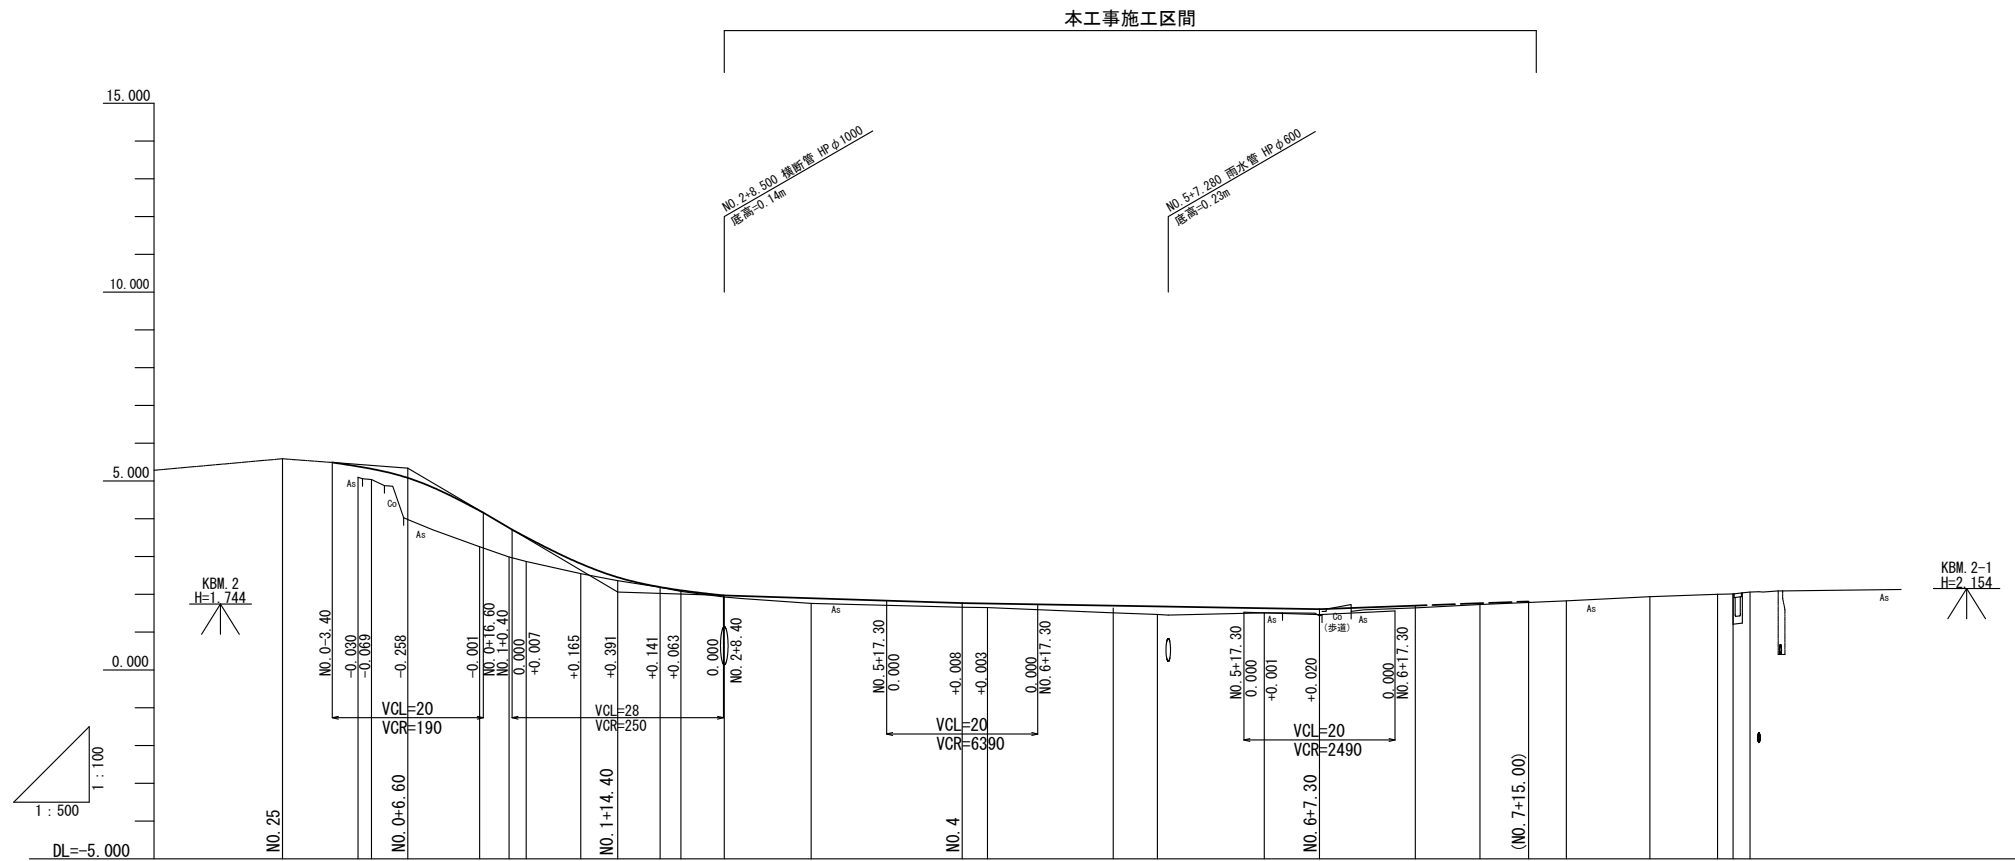 本工事施工区間
15.000
10.000
5.000
0.000
DL=-5.000
NO.2+8.500 横断管 HPφ1000
底高=0.14m
NO.5+7.280 雨水管 HPφ600
底高=0.23m
KBM.2
H=1.744
KBM.2-1
H=2.154
As
Co
As
As
As
Co
(歩道)
As
As
As
NO.0-3.40
-0.030
-0.069
-0.258
-0.001
NO.0+16.60
NO.1+0.40
0.000
+0.007
+0.165
+0.391
+0.141
+0.063
0.000
NO.2+8.40
NO.5+17.30
0.000
+0.008
+0.003
0.000
NO.6+17.30
NO.5+17.30
0.000
+0.001
+0.020
0.000
NO.6+17.30
VCL=20
VCR=190
VCL=28
VCR=250
VCL=20
VCR=6390
VCL=20
VCR=2490
1:100
1:500
NO.25
NO.0+6.60
NO.1+14.40
NO.4
NO.6+7.30
(NO.7+15.00)